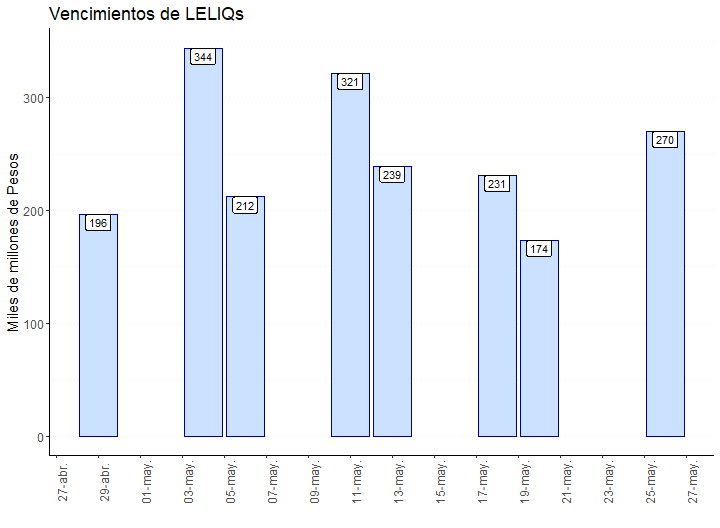 Vencimientos de LELIQs
Miles de millones de Pesos
300
200
100
0
196
344
212
321
239
231
174
270
27-abr.
29-abr.
01-may.
03-may.
05-may.
07-may.
09-may.
11-may.
13-may.
15-may.
17-may.
19-may.
21-may.
23-may.
25-may.
27-may.